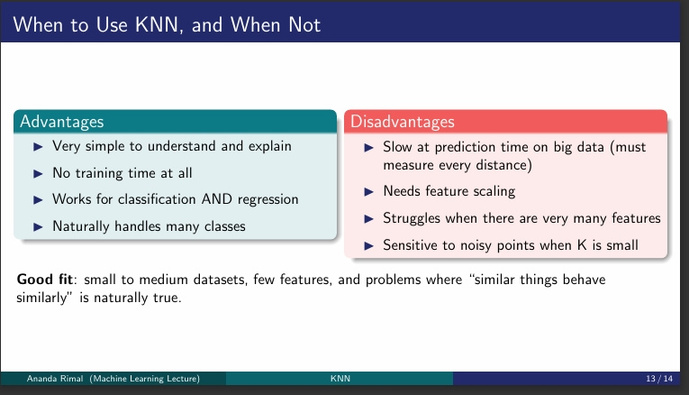 When to Use KNN, and When Not
Advantages
Very simple to understand and explain
No training time at all
Works for classification AND regression
Naturally handles many classes
Disadvantages
Slow at prediction time on big data (must
measure every distance)
Needs feature scaling
Struggles when there are very many features
Sensitive to noisy points when K is small
Good fit: small to medium datasets, few features, and problems where “similar things behave
similarly” is naturally true.
Ananda Rimal (Machine Learning Lecture)
KNN
13 / 14